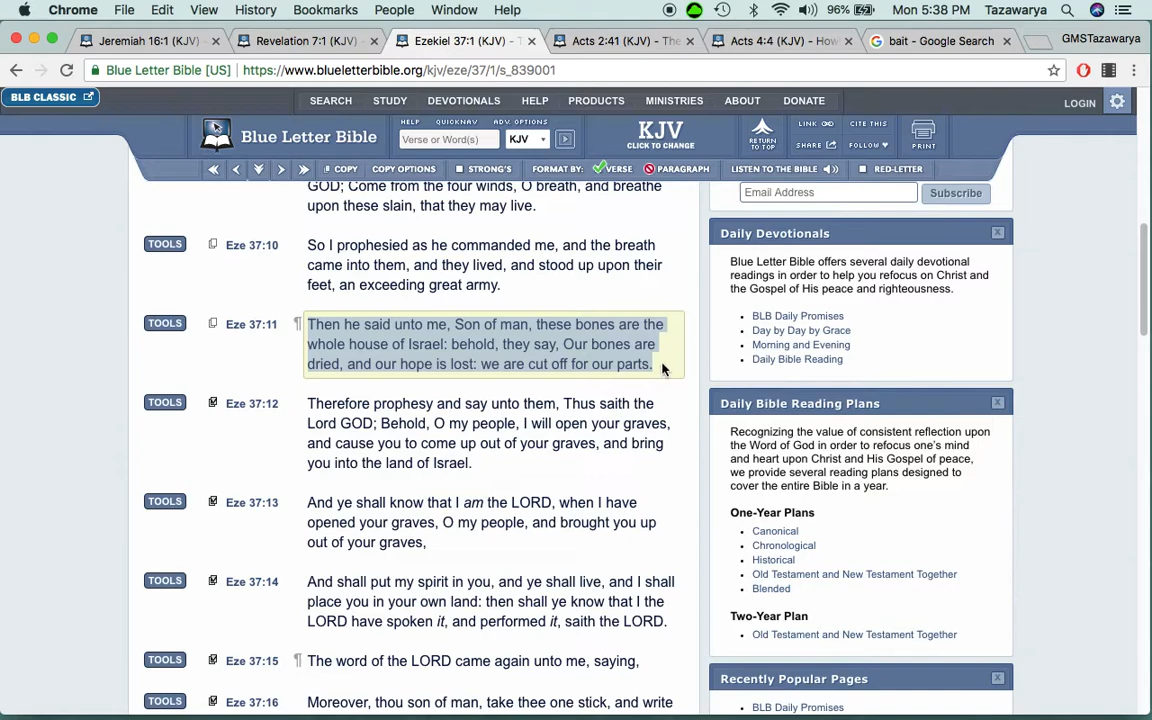 Chrome File Edit View History Bookmarks People Window Help 96% Mon 5:38 PM Tazawarya
Jeremiah 16:1 (KJV) -
Revelation 7:1 (KJV) -
Ezekiel 37:1 (KJV) - T
Acts 2:41 (KJV) - The
Acts 4:4 (KJV) - How
bait - Google Search
GMSTazawarya
Blue Letter Bible [US] https://www.blueletterbible.org/kjv/eze/37/1/s_839001
BLB CLASSIC
SEARCH STUDY DEVOTIONALS HELP PRODUCTS MINISTRIES ABOUT DONATE
LOGIN
Blue Letter Bible
HELP QUICKNAV ADV. OPTIONS
Verse or Word(s) KJV
KJV
CLICK TO CHANGE
RETURN
TO TOP
LINK CITE THIS
SHARE FOLLOW
PRINT
COPY COPY OPTIONS STRONG'S FORMAT BY: VERSE PARAGRAPH LISTEN TO THE BIBLE RED-LETTER
GOD; Come from the four winds, O breath, and breathe
upon these slain, that they may live.
TOOLS Eze 37:10 So I prophesied as he commanded me, and the breath
came into them, and they lived, and stood up upon their
feet, an exceeding great army.
TOOLS Eze 37:11 ¶ Then he said unto me, Son of man, these bones are the
whole house of Israel: behold, they say, Our bones are
dried, and our hope is lost: we are cut off for our parts.
TOOLS Eze 37:12 Therefore prophesy and say unto them, Thus saith the
Lord GOD; Behold, O my people, I will open your graves,
and cause you to come up out of your graves, and bring
you into the land of Israel.
TOOLS Eze 37:13 And ye shall know that I am the LORD, when I have
opened your graves, O my people, and brought you up
out of your graves,
TOOLS Eze 37:14 And shall put my spirit in you, and ye shall live, and I shall
place you in your own land: then shall ye know that I the
LORD have spoken it, and performed it, saith the LORD.
TOOLS Eze 37:15 ¶ The word of the LORD came again unto me, saying,
TOOLS Eze 37:16 Moreover, thou son of man, take thee one stick, and write
Email Address Subscribe
Daily Devotionals
Blue Letter Bible offers several daily devotional
readings in order to help you refocus on Christ and
the Gospel of His peace and righteousness.
BLB Daily Promises
Day by Day by Grace
Morning and Evening
Daily Bible Reading
Daily Bible Reading Plans
Recognizing the value of consistent reflection upon
the Word of God in order to refocus one's mind
and heart upon Christ and His Gospel of peace,
we provide several reading plans designed to
cover the entire Bible in a year.
One-Year Plans
Canonical
Chronological
Historical
Old Testament and New Testament Together
Blended
Two-Year Plan
Old Testament and New Testament Together
Recently Popular Pages
BLB Daily Promises